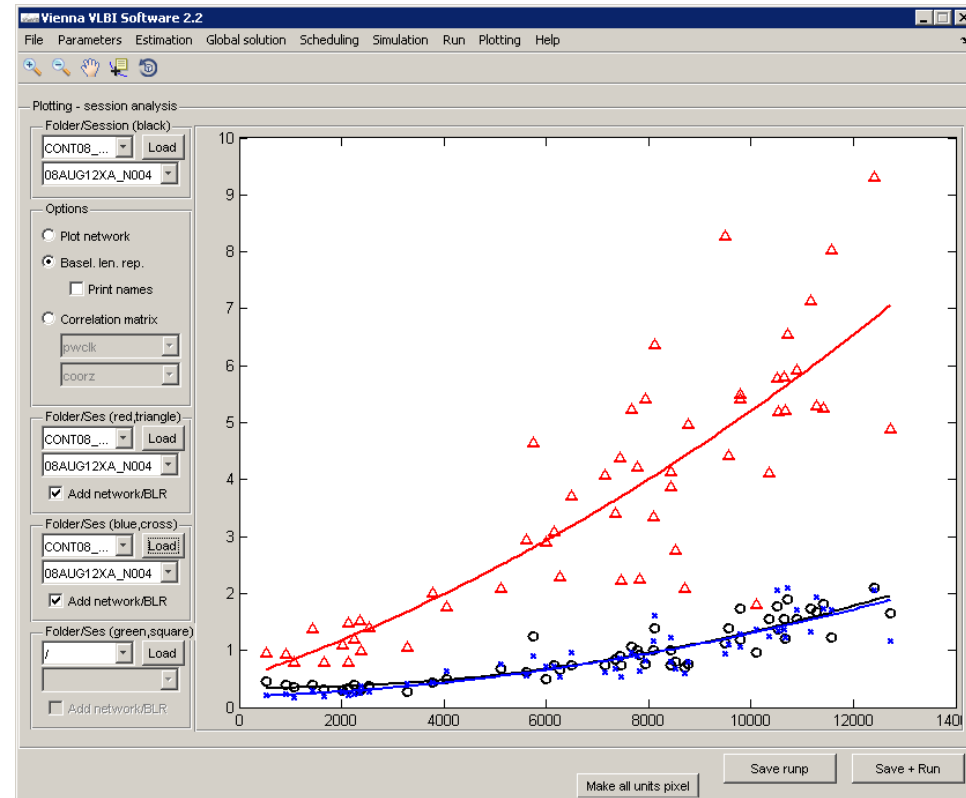 Vienna VLBI Software 2.2
File Parameters Estimation Global solution Scheduling Simulation Run Plotting Help
Plotting - session analysis
Folder/Session (black)
CONT08_... Load
08AUG12XA_N004
Options
Plot network
Basel. len. rep.
Print names
Correlation matrix
pwclk
coorz
Folder/Ses (red,triangle)
CONT08_... Load
08AUG12XA_N004
Add network/BLR
Folder/Ses (blue,cross)
CONT08_... Load
08AUG12XA_N004
Add network/BLR
Folder/Ses (green,square)
/ Load
Add network/BLR
10
9
8
7
6
5
4
3
2
1
0
0 2000 4000 6000 8000 10000 12000 140
Save runp Save + Run
Make all units pixel